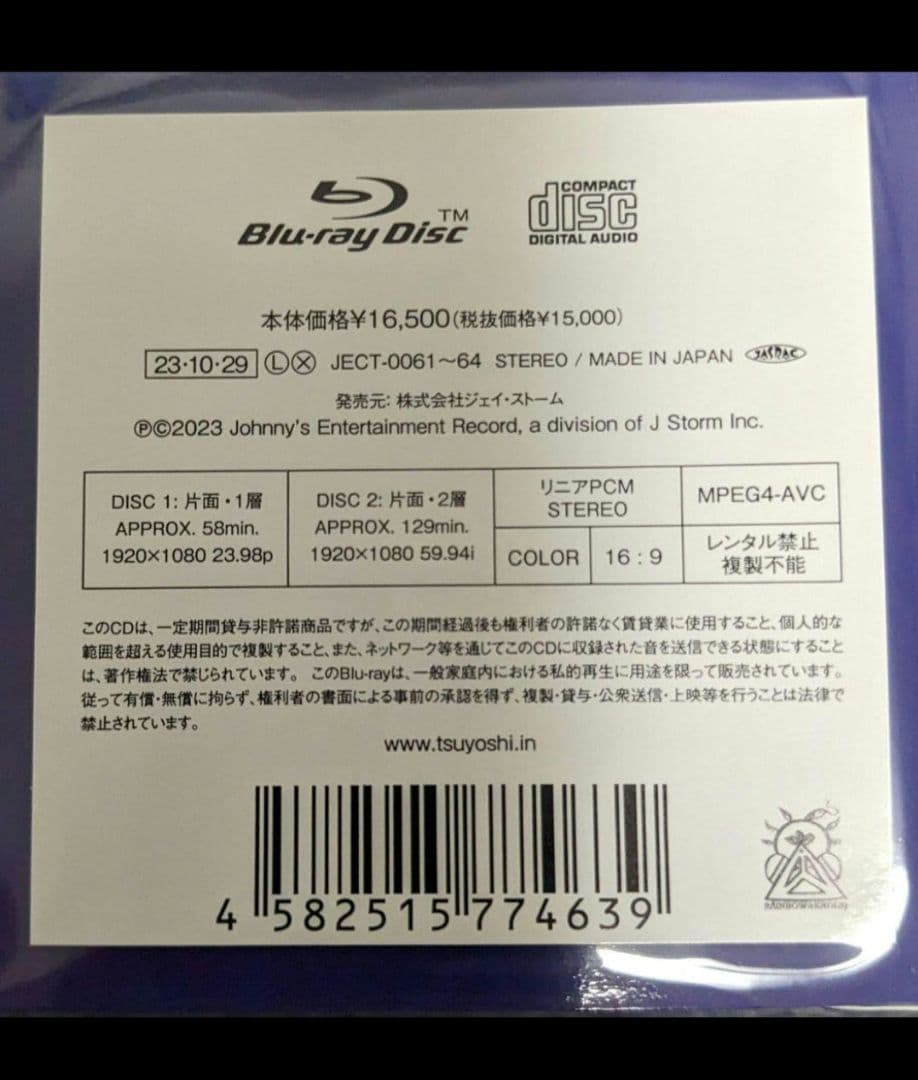 Blu-ray Disc™
COMPACT
disc
DIGITAL AUDIO
本体価格¥16,500(税抜価格¥15,000)
23・10・29 Ⓛ Ⓧ JECT-0061〜64 STEREO / MADE IN JAPAN JASRAC
発売元: 株式会社ジェイ・ストーム
℗©2023 Johnny's Entertainment Record, a division of J Storm Inc.
DISC 1: 片面・1層
APPROX. 58min.
1920×1080 23.98p
DISC 2: 片面・2層
APPROX. 129min.
1920×1080 59.94i
リニアPCM
STEREO
COLOR
16 : 9
MPEG4-AVC
レンタル禁止
複製不能
このCDは、一定期間貸与非許諾商品ですが、この期間経過後も権利者の許諾なく賃貸業に使用すること、個人的な
範囲を超える使用目的で複製すること、また、ネットワーク等を通じてこのCDに収録された音を送信できる状態にすること
は、著作権法で禁じられています。 このBlu-rayは、一般家庭内における私的再生に用途を限って販売されています。
従って有償・無償に拘らず、権利者の書面による事前の承認を得ず、複製・貸与・公衆送信・上映等を行うことは法律で
禁止されています。
www.tsuyoshi.in
4 582515 774639